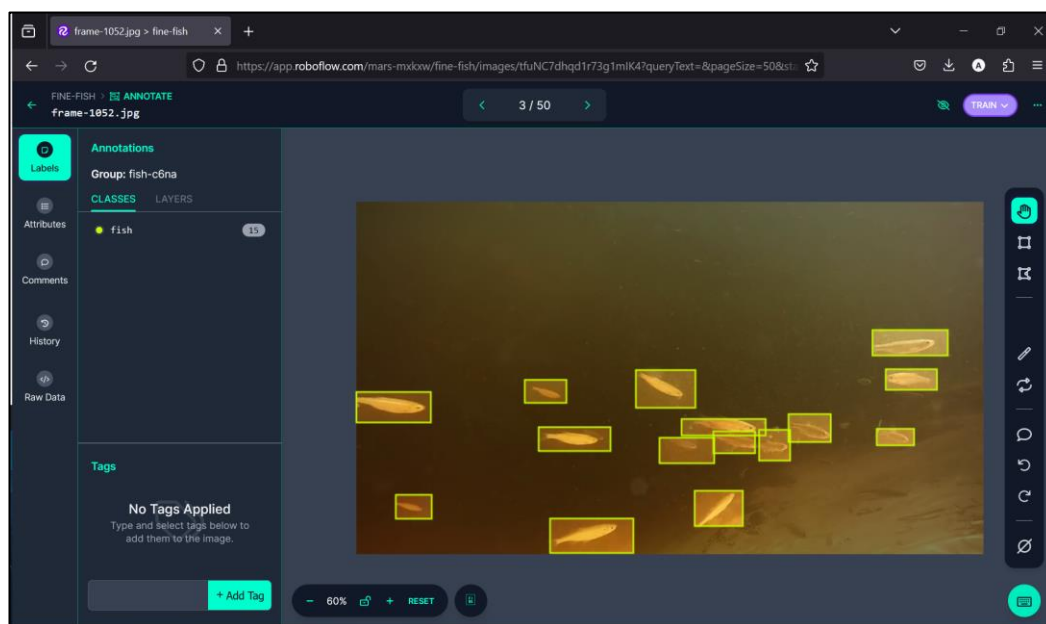 frame-1052.jpg > fine-fish
https://app.roboflow.com/mars-mxkxw/fine-fish/images/tfuNC7dhqd1r73g1mIK4?queryText=&pageSize=50&sta
FINE-FISH > ANNOTATE
frame-1052.jpg
3 / 50
TRAIN
Labels
Attributes
Comments
History
Raw Data
Annotations
Group: fish-c6na
CLASSES LAYERS
fish 15
Tags
No Tags Applied
Type and select tags below to
add them to the image.
+ Add Tag
60%
+ RESET